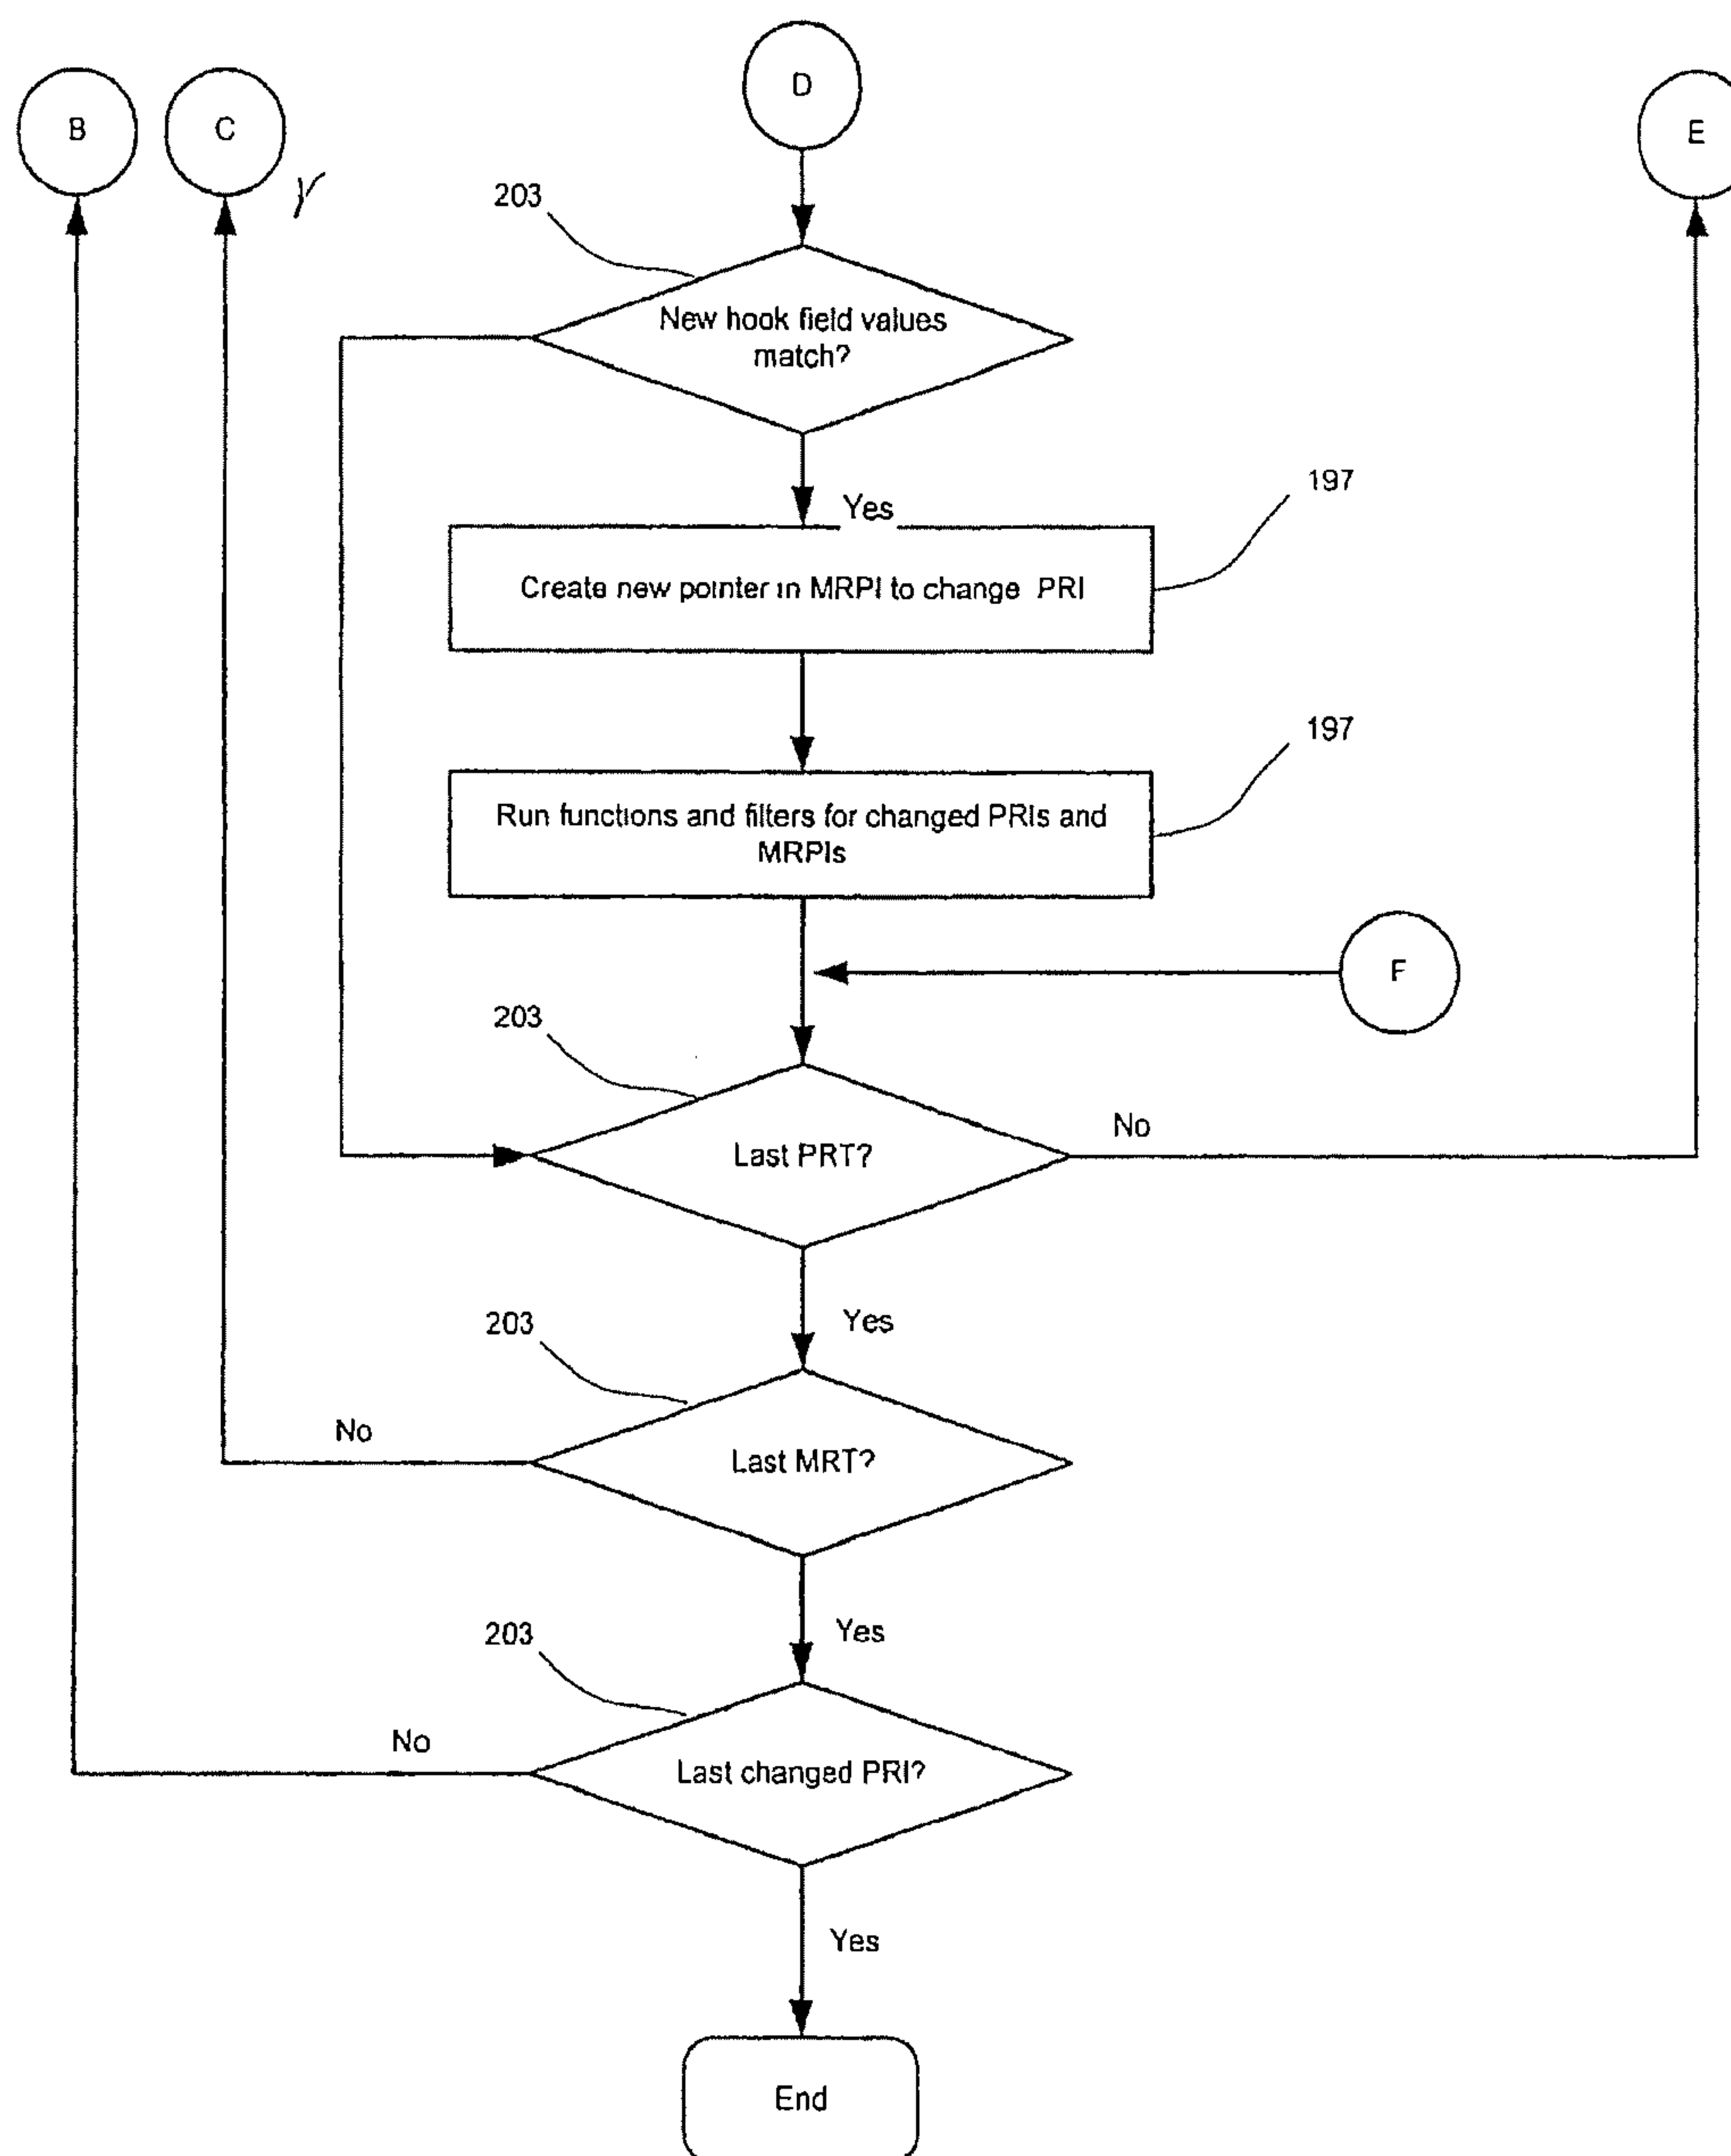 D
B
C
E
203
New hook field values
match?
197
Yes
Create new pointer in MRPI to change PRI
197
Run functions and filters for changed PRIs and
MRPIs
F
203
No
Last PRT?
203
Yes
No
Last MRT?
203
Yes
No
Last changed PRI?
Yes
End